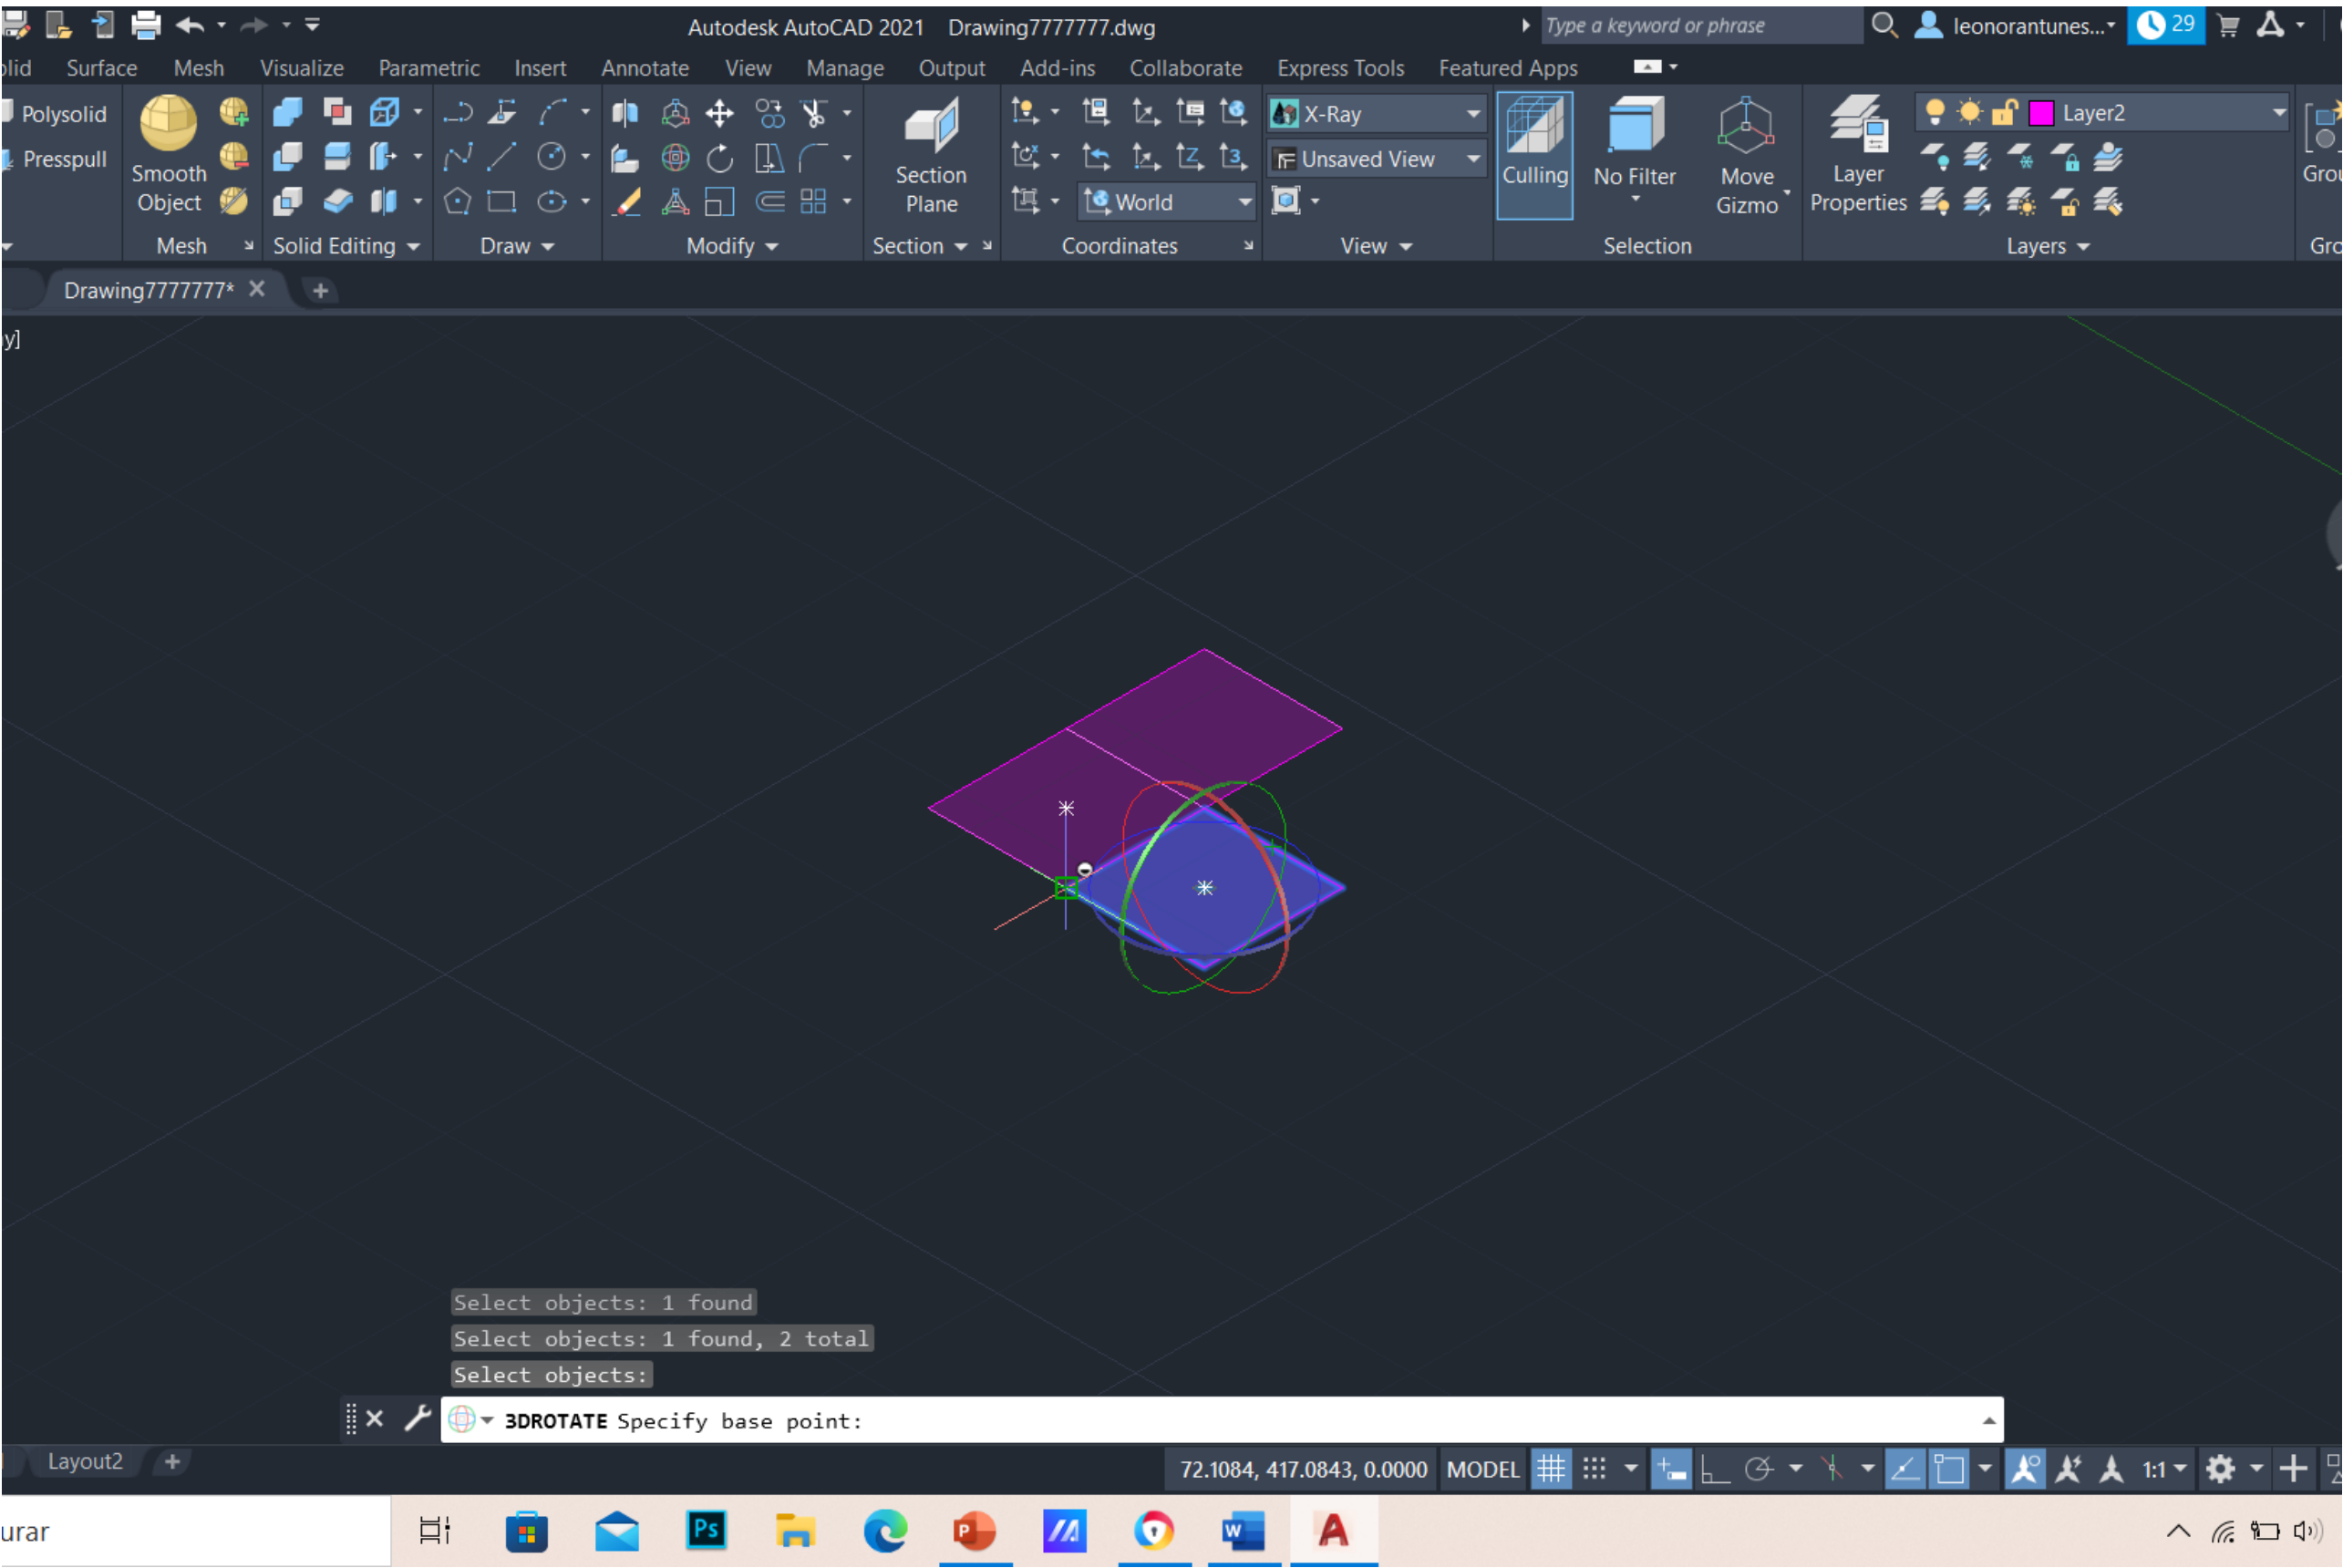 Autodesk AutoCAD 2021 Drawing7777777.dwg
Type a keyword or phrase
leonorantunes...
29
olid Surface Mesh Visualize Parametric Insert Annotate View Manage Output Add-ins Collaborate Express Tools Featured Apps
Polysolid
Presspull
Smooth
Object
Section
Plane
World
X-Ray
Unsaved View
Culling
No Filter
Move
Gizmo
Layer
Properties
Layer2
Grou
Mesh Solid Editing Draw Modify Section Coordinates View Selection Layers Gro
Drawing7777777*
y]
Select objects: 1 found
Select objects: 1 found, 2 total
Select objects:
3DROTATE Specify base point:
Layout2
72.1084, 417.0843, 0.0000 MODEL
1:1
urar
Ps
P
W
A